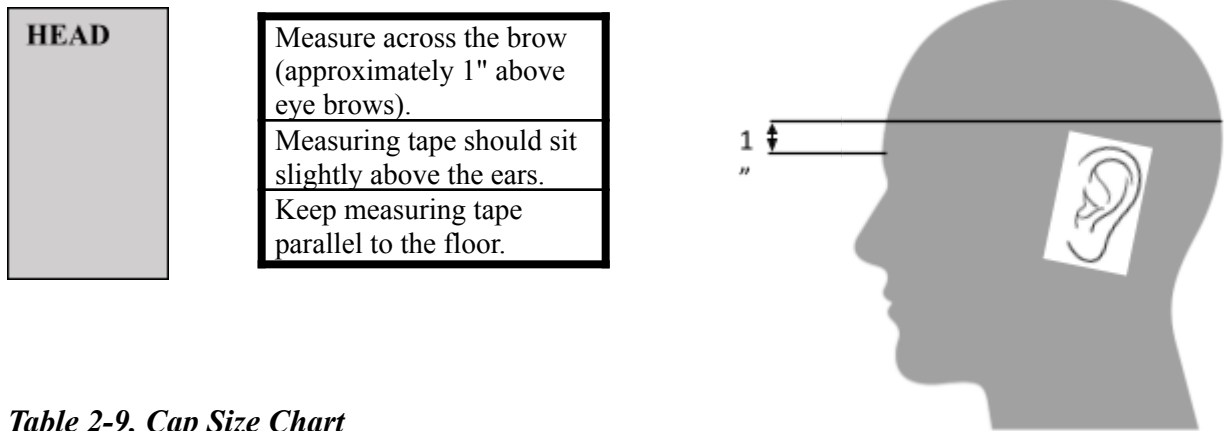 HEAD
Measure across the brow
(approximately 1" above
eye brows).
Measuring tape should sit
slightly above the ears.
Keep measuring tape
parallel to the floor.
1
"
Table 2-9. Cap Size Chart